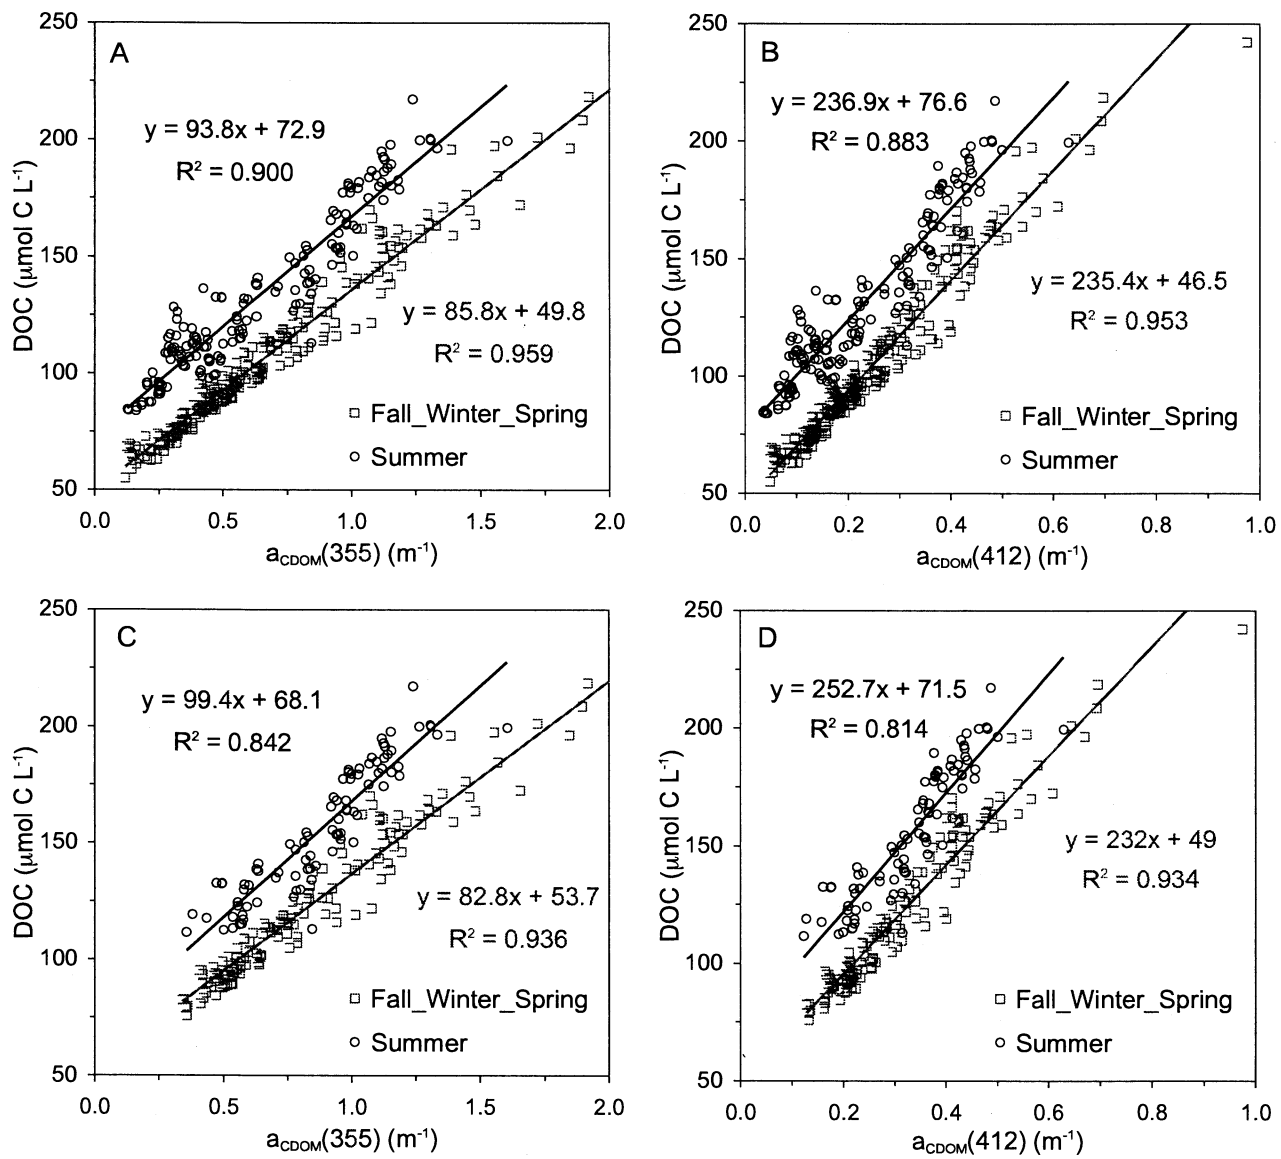 A
y = 93.8x + 72.9
R² = 0.900
y = 85.8x + 49.8
R² = 0.959
Fall_Winter_Spring
Summer
DOC (μmol C L⁻¹)
250
200
150
100
50
0.0 0.5 1.0 1.5 2.0
aCDOM(355) (m⁻¹)
B
y = 236.9x + 76.6
R² = 0.883
y = 235.4x + 46.5
R² = 0.953
Fall_Winter_Spring
Summer
DOC (μmol C L⁻¹)
250
200
150
100
50
0.0 0.2 0.4 0.6 0.8 1.0
aCDOM(412) (m⁻¹)
C
y = 99.4x + 68.1
R² = 0.842
y = 82.8x + 53.7
R² = 0.936
Fall_Winter_Spring
Summer
DOC (μmol C L⁻¹)
250
200
150
100
50
0.0 0.5 1.0 1.5 2.0
aCDOM(355) (m⁻¹)
D
y = 252.7x + 71.5
R² = 0.814
y = 232x + 49
R² = 0.934
Fall_Winter_Spring
Summer
DOC (μmol C L⁻¹)
250
200
150
100
50
0.0 0.2 0.4 0.6 0.8 1.0
aCDOM(412) (m⁻¹)